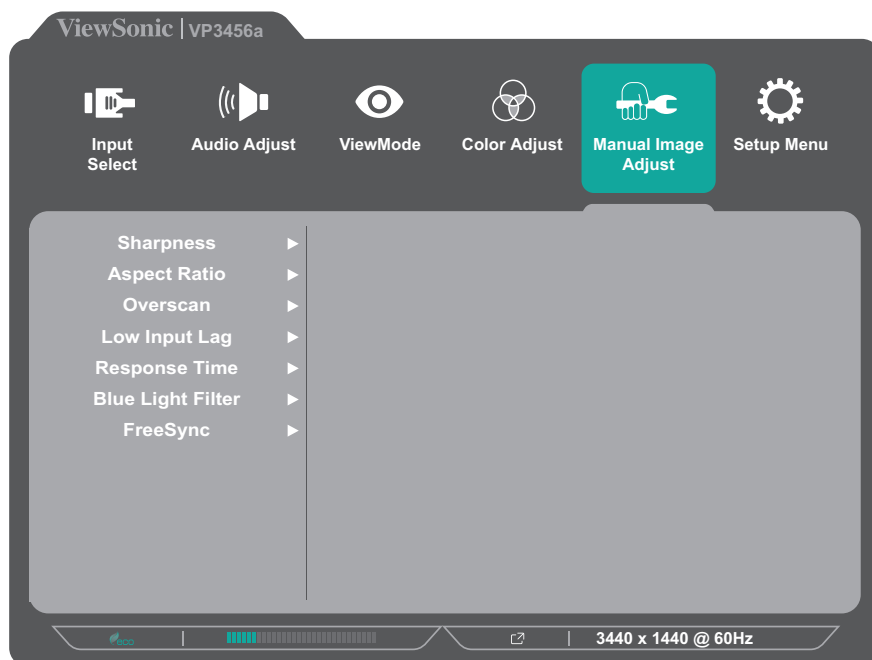 ViewSonic | VP3456a
Input Select
Audio Adjust
ViewMode
Color Adjust
Manual Image Adjust
Setup Menu
Sharpness
Aspect Ratio
Overscan
Low Input Lag
Response Time
Blue Light Filter
FreeSync
eco
3440 x 1440 @ 60Hz